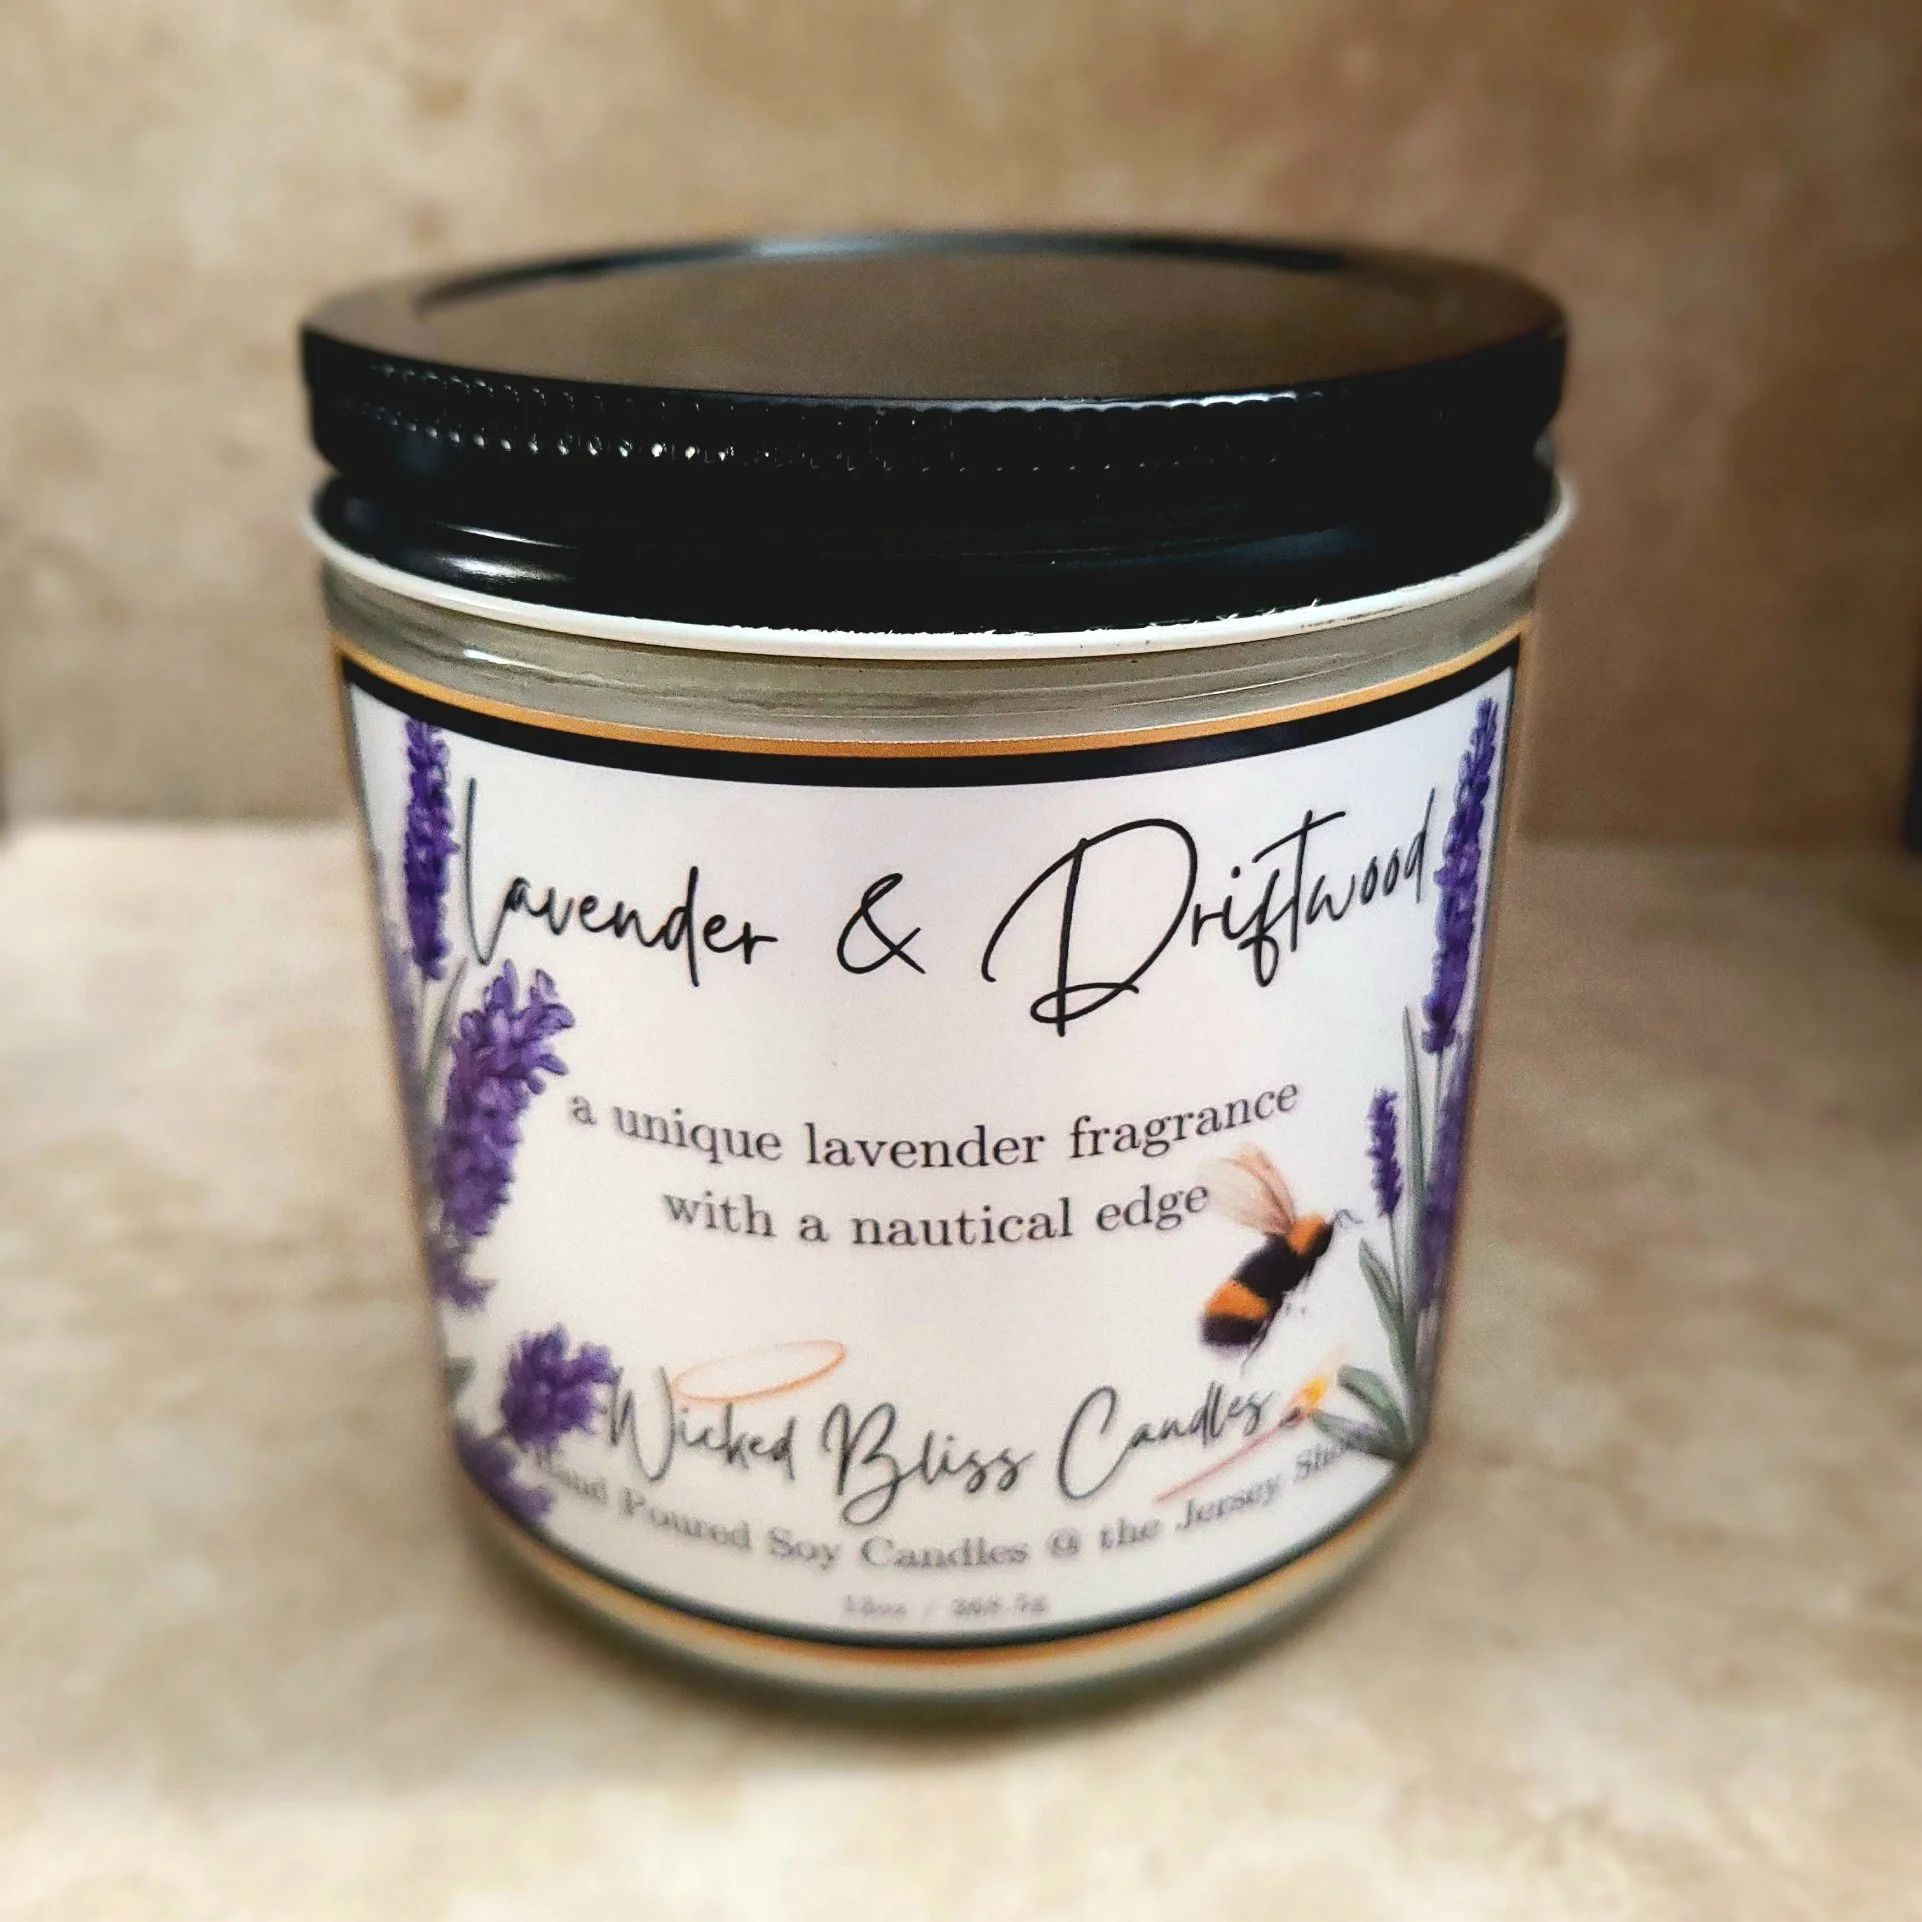 Lavender & Driftwood
a unique lavender fragrance
with a nautical edge
Wicked Bliss Candles
Hand Poured Soy Candles @ the Jersey Shore